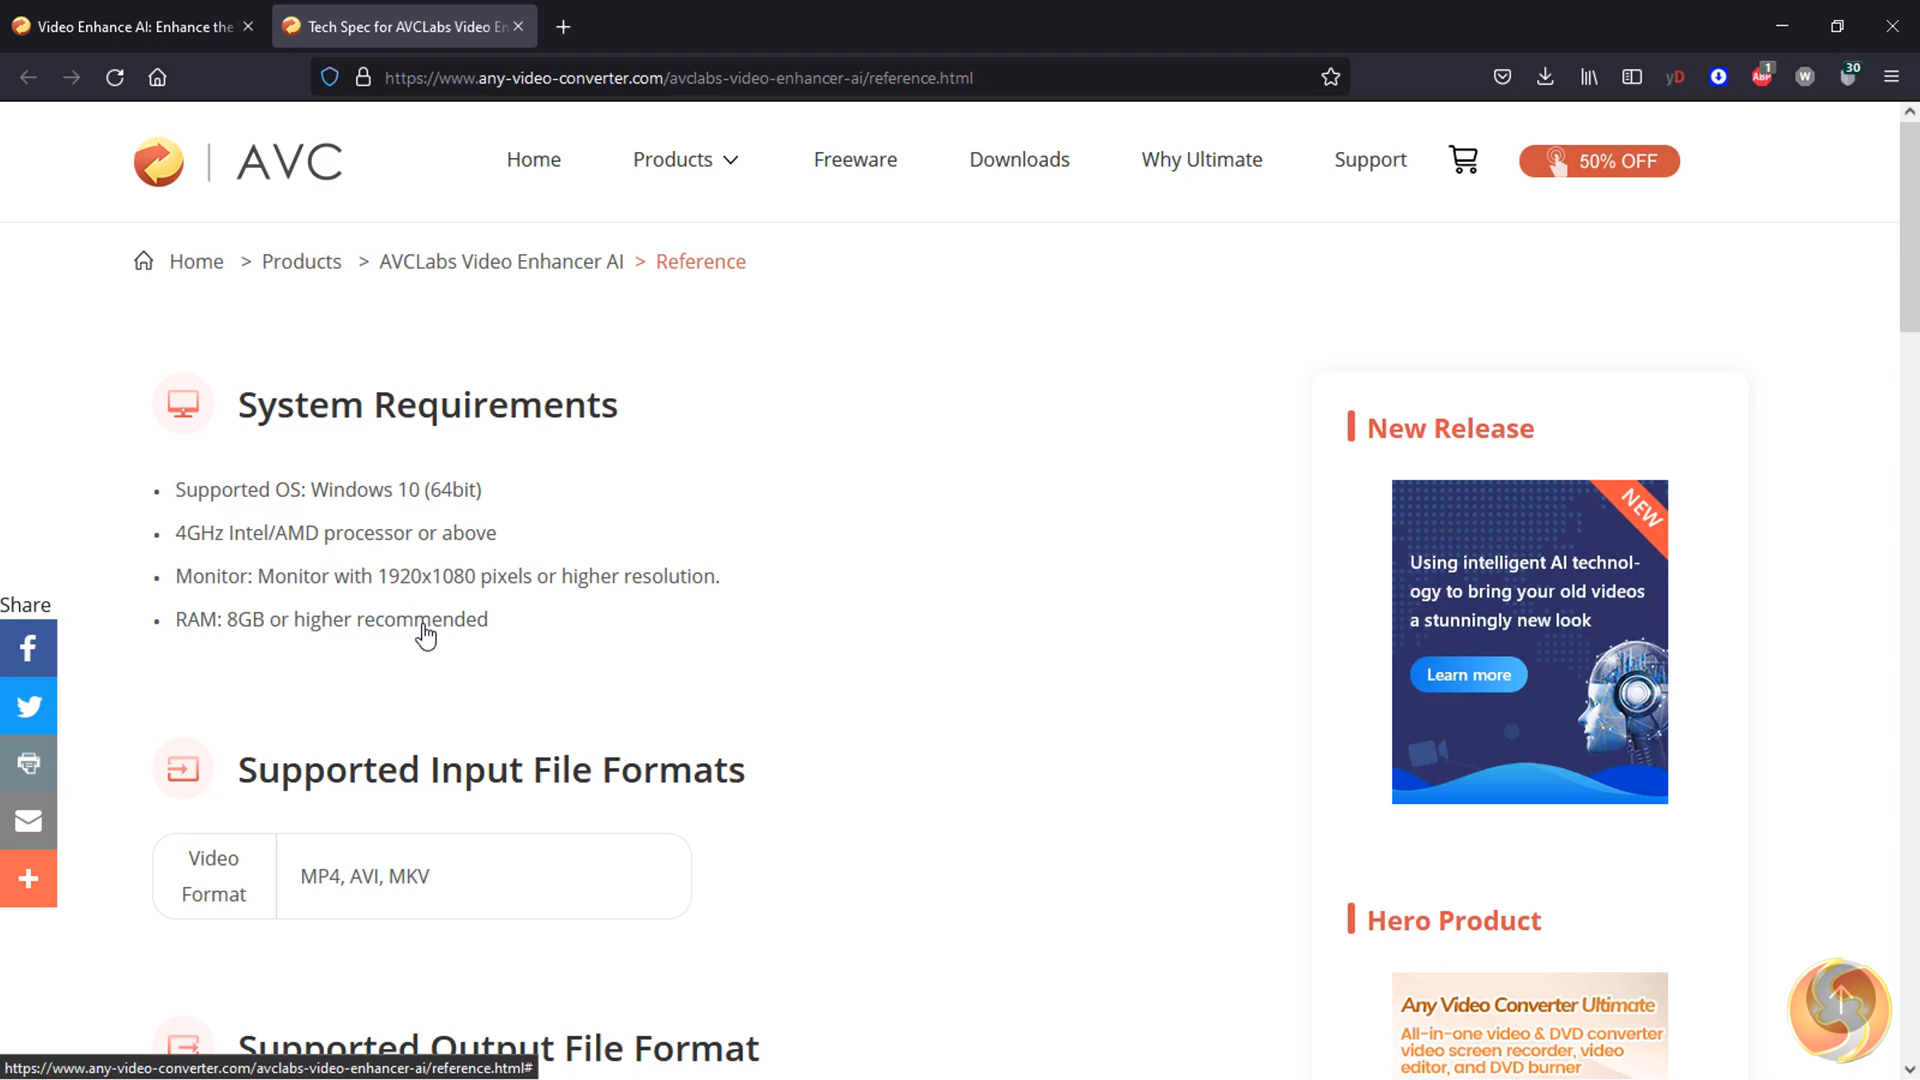 Video Enhance AI: Enhance the
Tech Spec for AVCLabs Video En
https://www.any-video-converter.com/avclabs-video-enhancer-ai/reference.html
yD
ABP
1
W
30
AVC
Home
Products
Freeware
Downloads
Why Ultimate
Support
50% OFF
Home > Products > AVCLabs Video Enhancer AI > Reference
System Requirements
• Supported OS: Windows 10 (64bit)
• 4GHz Intel/AMD processor or above
• Monitor: Monitor with 1920x1080 pixels or higher resolution.
• RAM: 8GB or higher recommended
Share
Supported Input File Formats
Video
Format
MP4, AVI, MKV
Supported Output File Format
New Release
NEW
Using intelligent AI technol-
ogy to bring your old videos
a stunningly new look
Learn more
Hero Product
Any Video Converter Ultimate
All-in-one video & DVD converter
video screen recorder, video
editor, and DVD burner
https://www.any-video-converter.com/avclabs-video-enhancer-ai/reference.html#